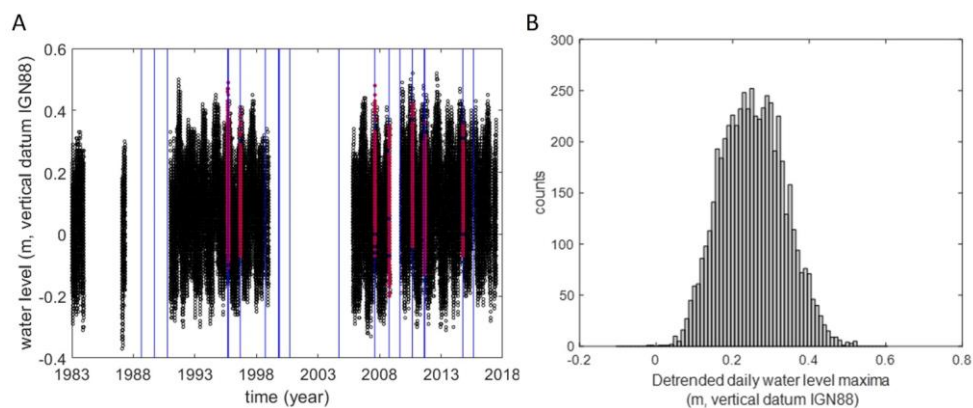 A
water level (m, vertical datum IGN88)
0.6
0.4
0.2
0
-0.2
-0.4
1983 1988 1993 1998 2003 2008 2013 2018
time (year)
B
counts
300
250
200
150
100
50
0
-0.2 0 0.2 0.4 0.6 0.8
Detrended daily water level maxima
(m, vertical datum IGN88)